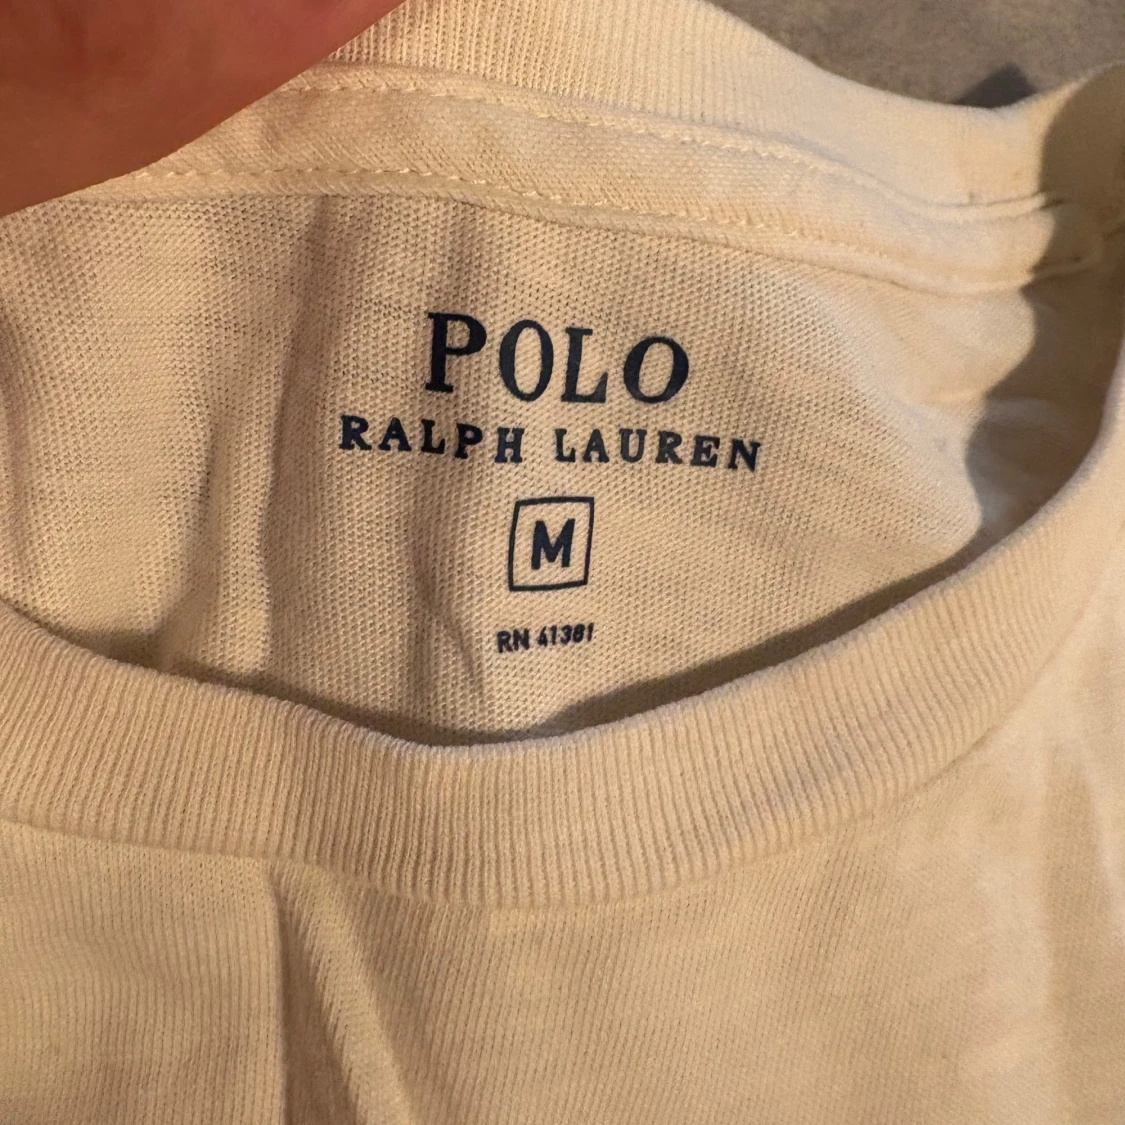 POLO
RALPH LAUREN
M
RN 41381